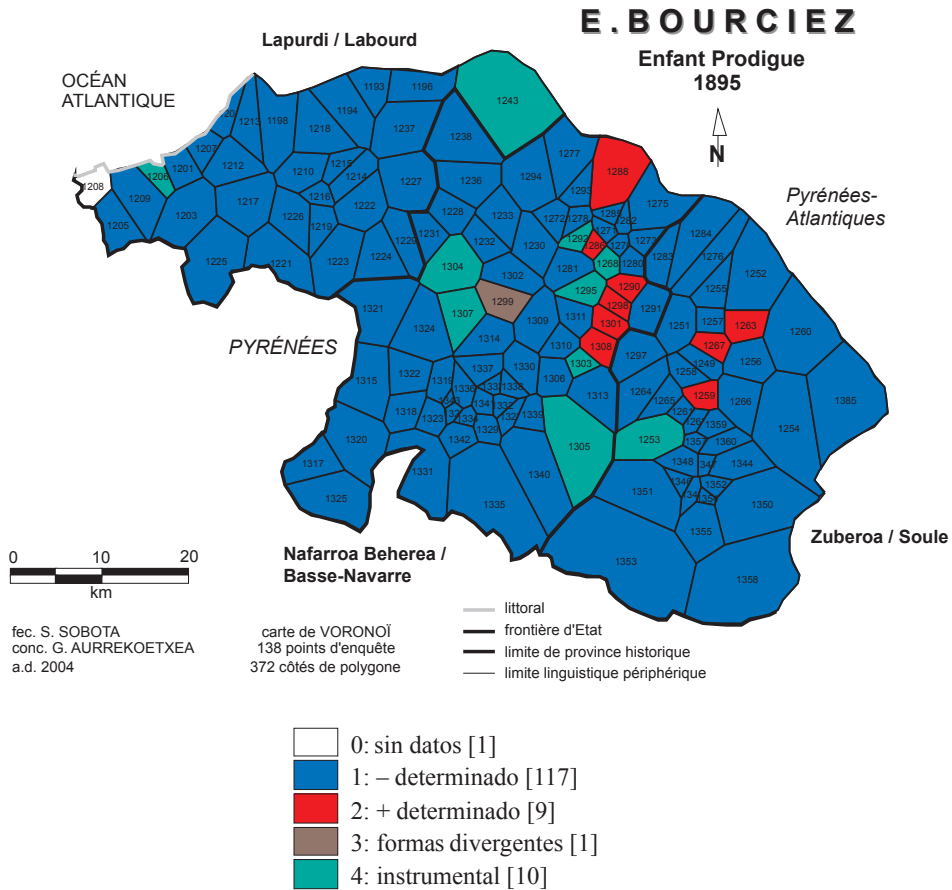 E. BOURCIEZ
Enfant Prodigue
1895
N
Lapurdi / Labourd
OCÉAN
ATLANTIQUE
Pyrénées-
Atlantiques
PYRÉNÉES
Nafarroa Beherea /
Basse-Navarre
Zuberoa / Soule
1193 1196 1243
1213 1198 1194
1218 1237 1238
1207
1208 1206 1201 1212 1210 1215 1214 1227 1236 1294 1277 1288
1209 1217 1216 1222 1228 1233 1293 1275
1205 1203 1226 1219 1231 1232 1230 1272 1278 1284
1225 1221 1223 1224 1229 1304 1302 1281 1292 1268 1280 1283 1276 1252
1321 1307 1299 1295 1290 1255
1324 1309 1311 1298 1291 1251 1257 1263 1260
1314 1310 1301 1308 1267
1315 1322 1319 1337 1330 1306 1303 1297 1258 1249 1256
1318 1323 1339 1313 1264 1265 1259 1266 1385
1320 1342 1329 1305 1253 1261 1359 1254
1317 1331 1340 1348 1360 1344
1325 1335 1351 1352 1350
1355
1353 1358
0 10 20
km
fec. S. SOBOTA
conc. G. AURREKOETXEA
a.d. 2004
carte de VORONOÏ
138 points d'enquête
372 côtés de polygone
littoral
frontière d'Etat
limite de province historique
limite linguistique périphérique
0: sin datos [1]
1: – determinado [117]
2: + determinado [9]
3: formas divergentes [1]
4: instrumental [10]